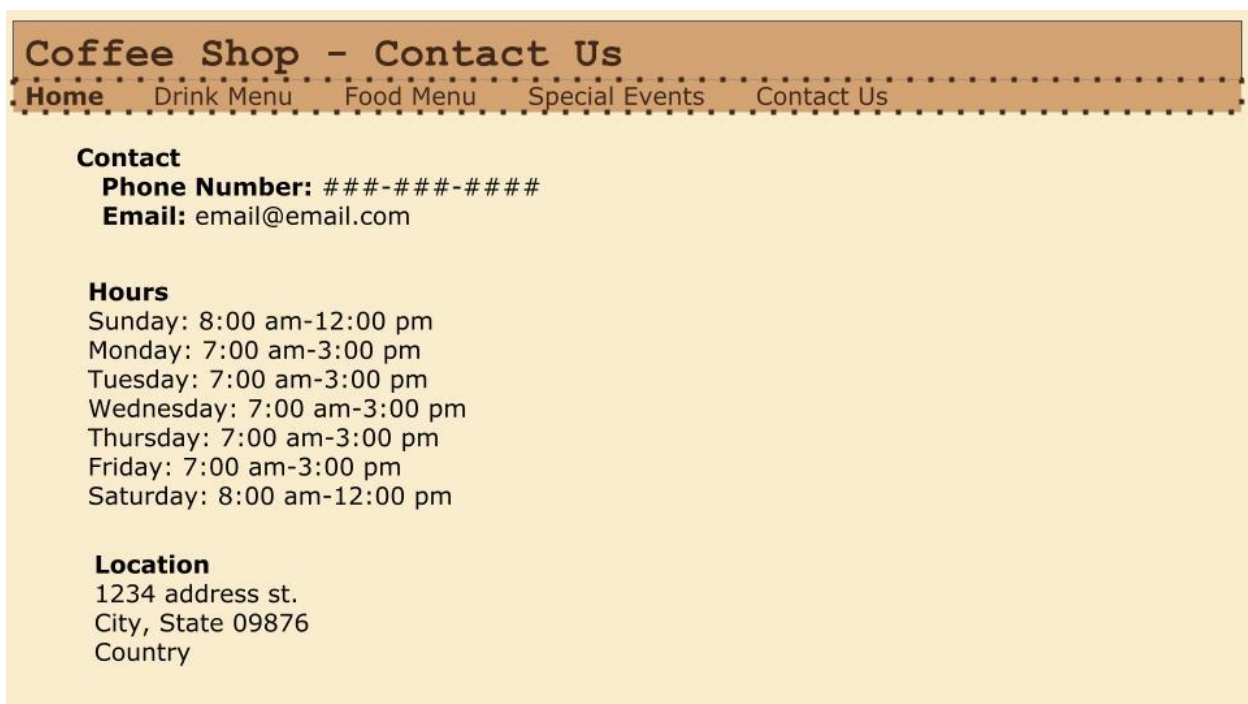 Coffee Shop - Contact Us
Home Drink Menu Food Menu Special Events Contact Us
Contact
Phone Number: ###-###-####
Email: email@email.com
Hours
Sunday: 8:00 am-12:00 pm
Monday: 7:00 am-3:00 pm
Tuesday: 7:00 am-3:00 pm
Wednesday: 7:00 am-3:00 pm
Thursday: 7:00 am-3:00 pm
Friday: 7:00 am-3:00 pm
Saturday: 8:00 am-12:00 pm
Location
1234 address st.
City, State 09876
Country